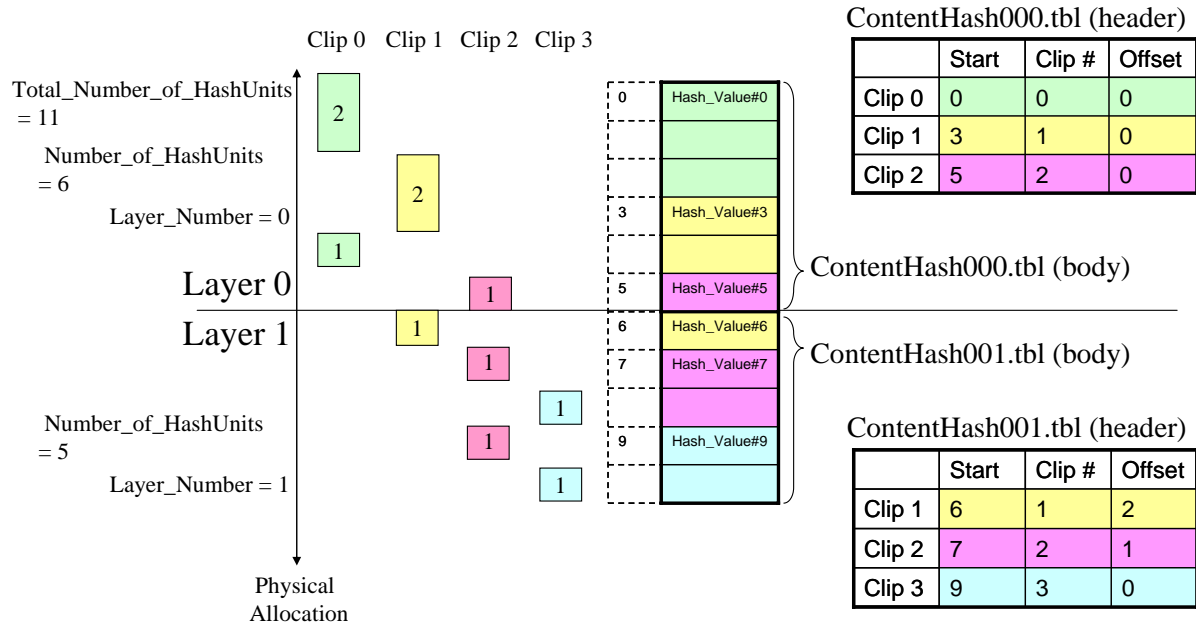 ContentHash000.tbl (header)
Clip 0 Clip 1 Clip 2 Clip 3
Start Clip # Offset
Clip 0 0 0 0
Clip 1 3 1 0
Clip 2 5 2 0
Total_Number_of_HashUnits
= 11
Number_of_HashUnits
= 6
Layer_Number = 0
Layer 0
Layer 1
Number_of_HashUnits
= 5
Layer_Number = 1
Physical
Allocation
2
2
1
1
1
1
1
1
1
0 Hash_Value#0
3 Hash_Value#3
5 Hash_Value#5
6 Hash_Value#6
7 Hash_Value#7
9 Hash_Value#9
ContentHash000.tbl (body)
ContentHash001.tbl (body)
ContentHash001.tbl (header)
Start Clip # Offset
Clip 1 6 1 2
Clip 2 7 2 1
Clip 3 9 3 0